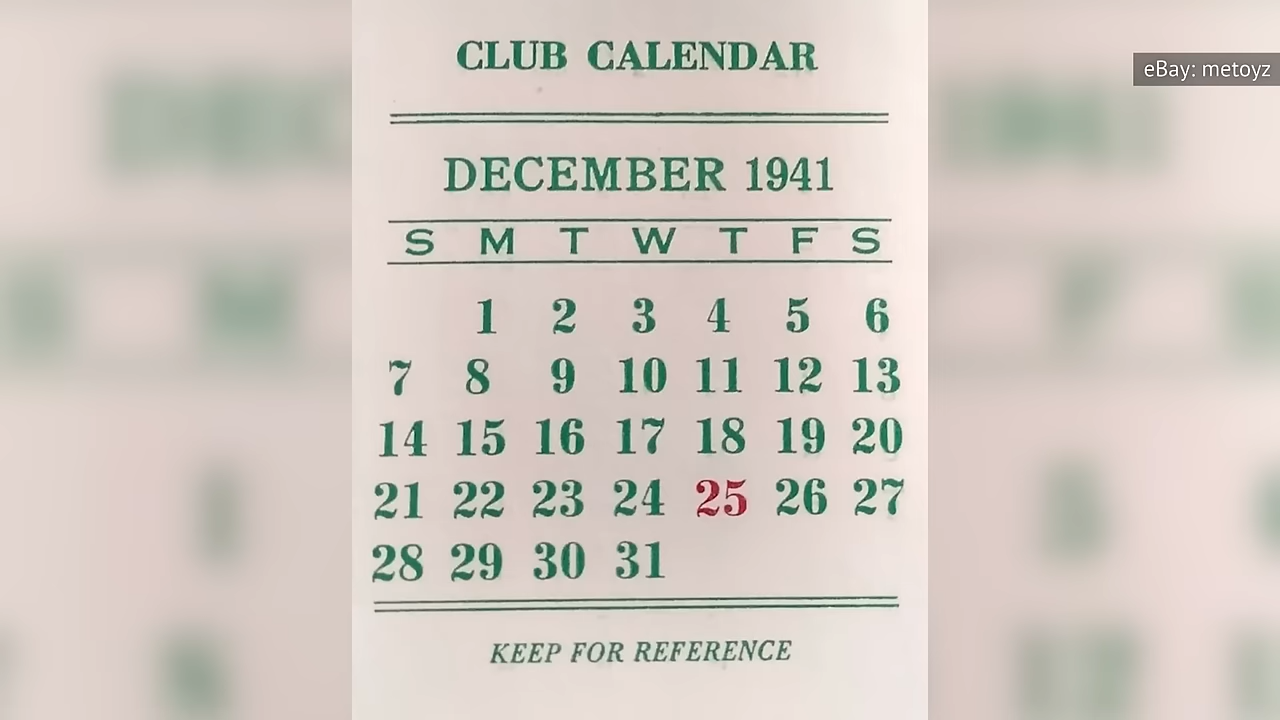 CLUB CALENDAR
eBay: metoyz
DECEMBER 1941
S M T W T F S
1 2 3 4 5 6
7 8 9 10 11 12 13
14 15 16 17 18 19 20
21 22 23 24 25 26 27
28 29 30 31
KEEP FOR REFERENCE